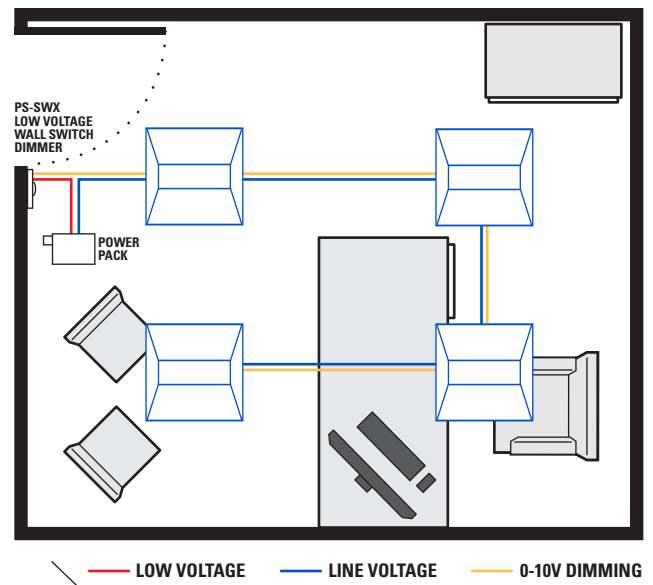 PS-SWX
LOW VOLTAGE
WALL SWITCH
DIMMER
POWER
PACK
LOW VOLTAGE
LINE VOLTAGE
0-10V DIMMING